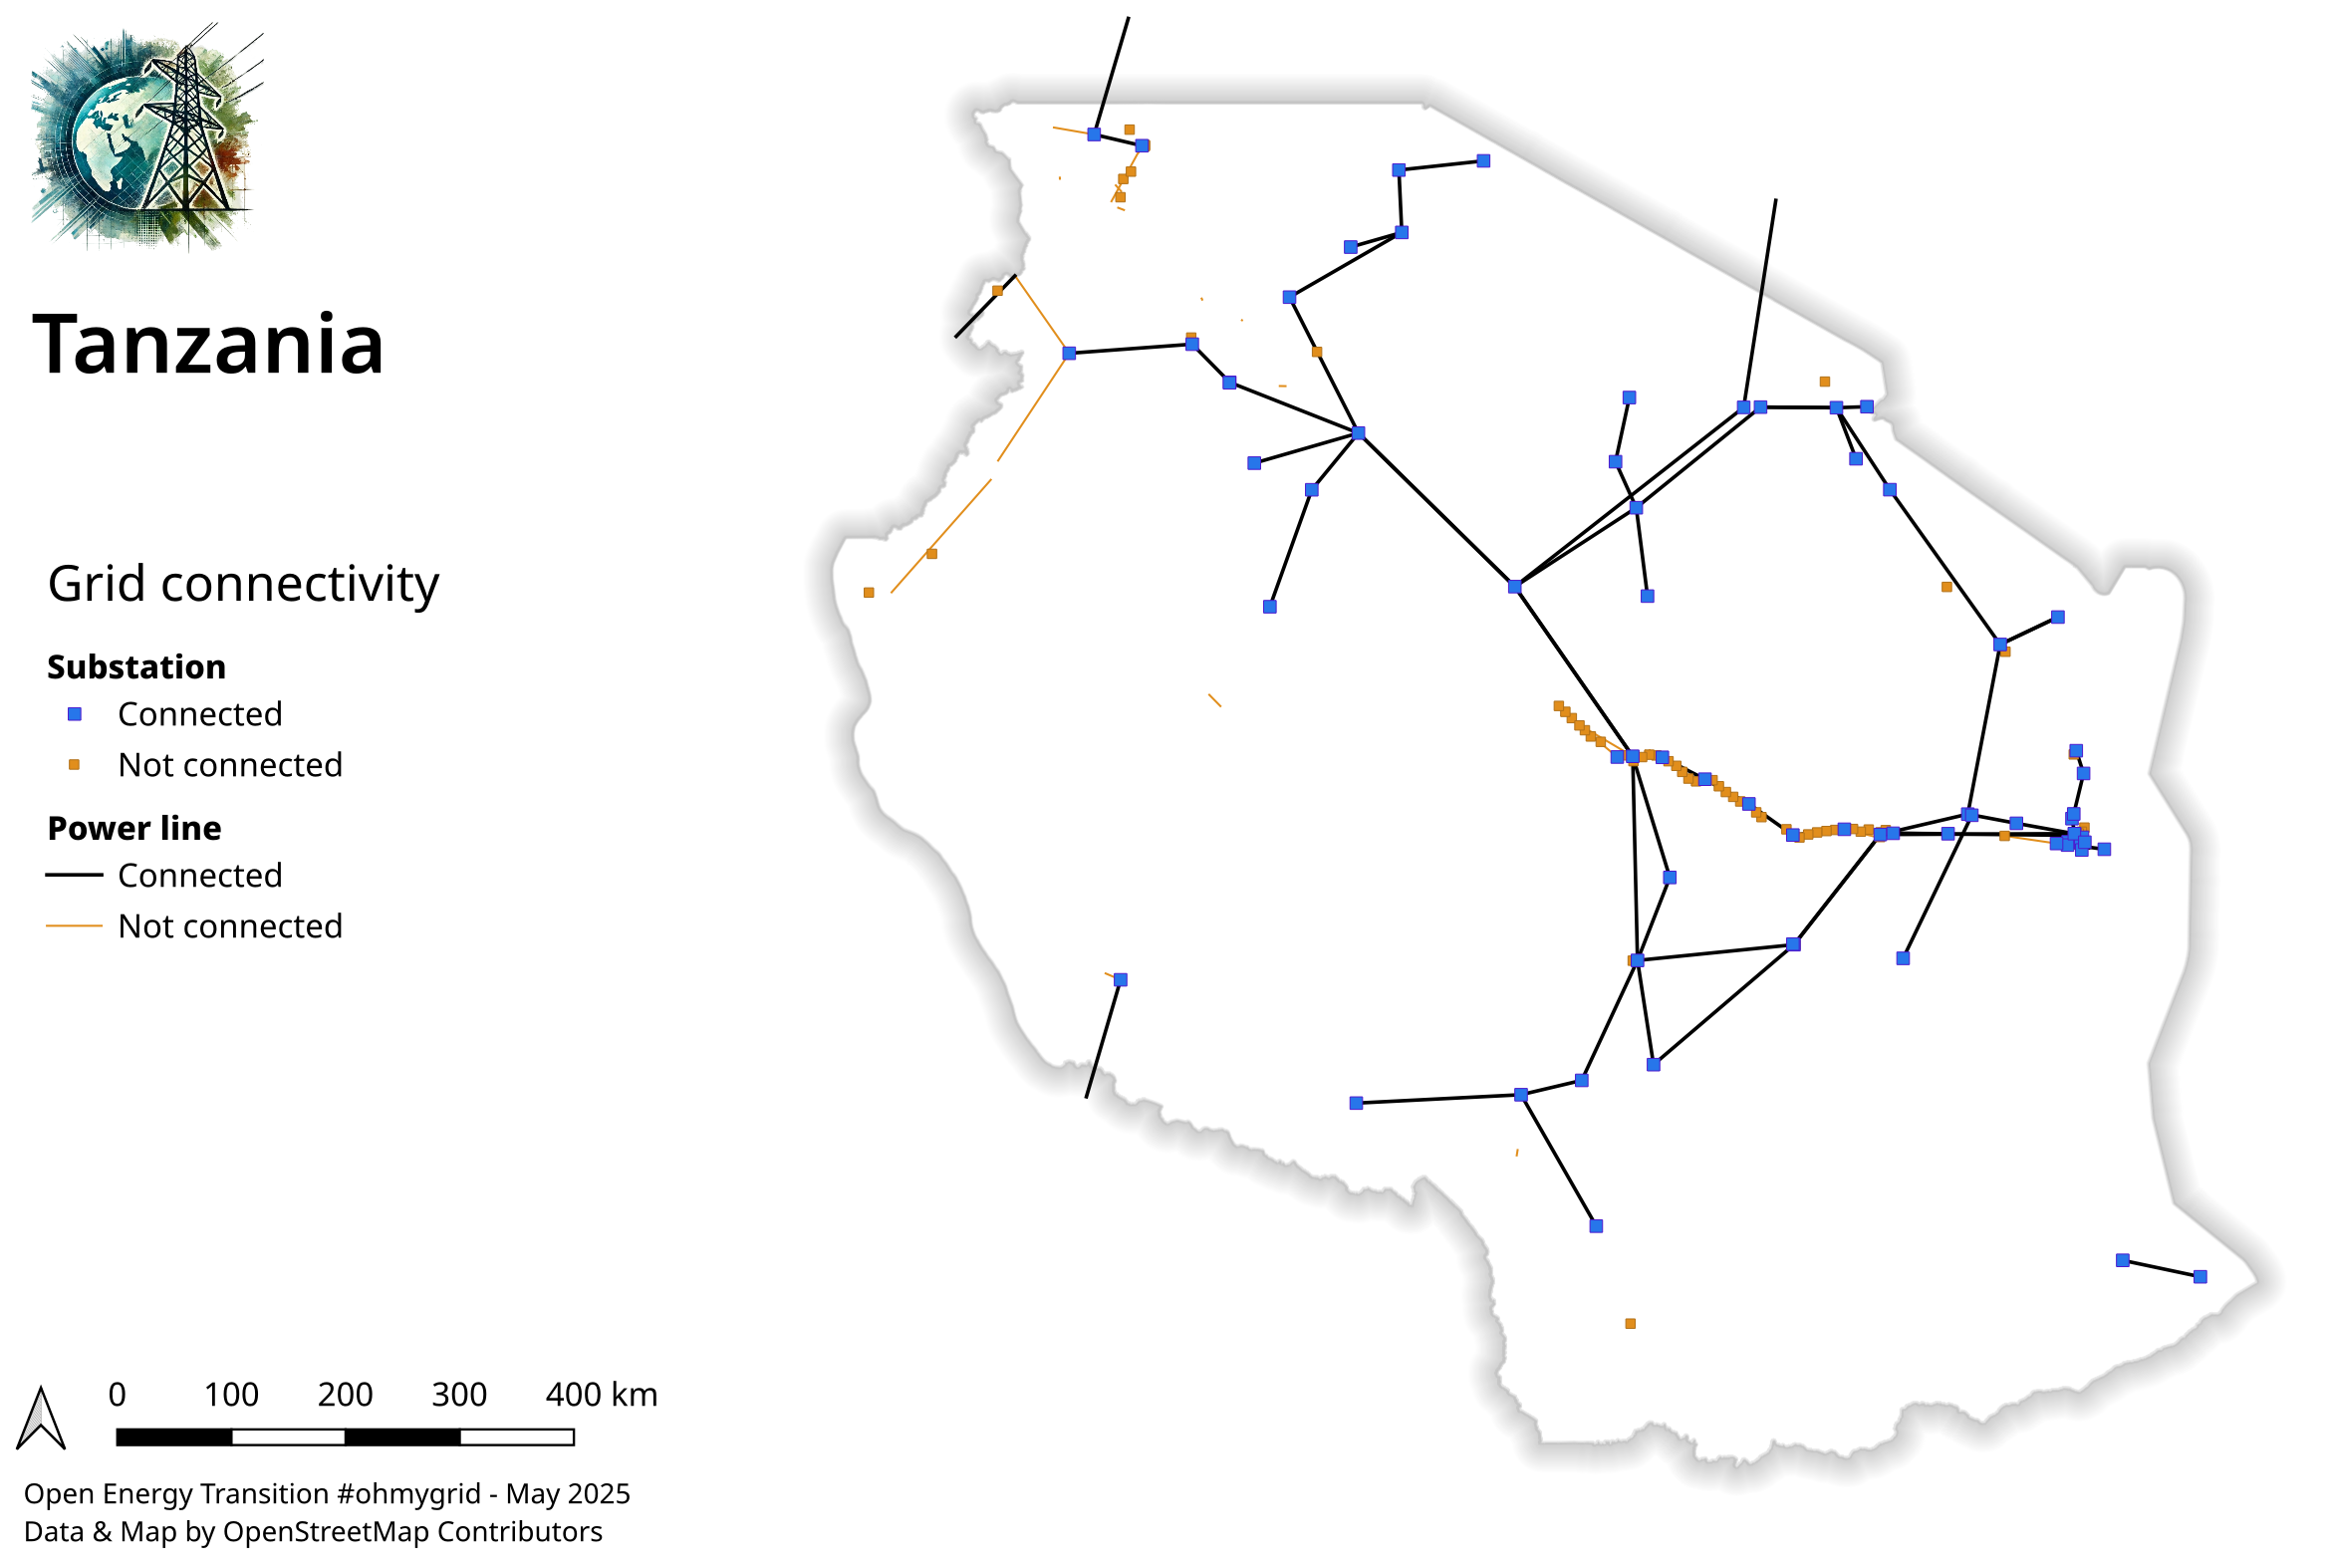 Tanzania
Grid connectivity
Substation
Connected
Not connected
Power line
Connected
Not connected
0 100 200 300 400 km
Open Energy Transition #ohmygrid - May 2025
Data & Map by OpenStreetMap Contributors